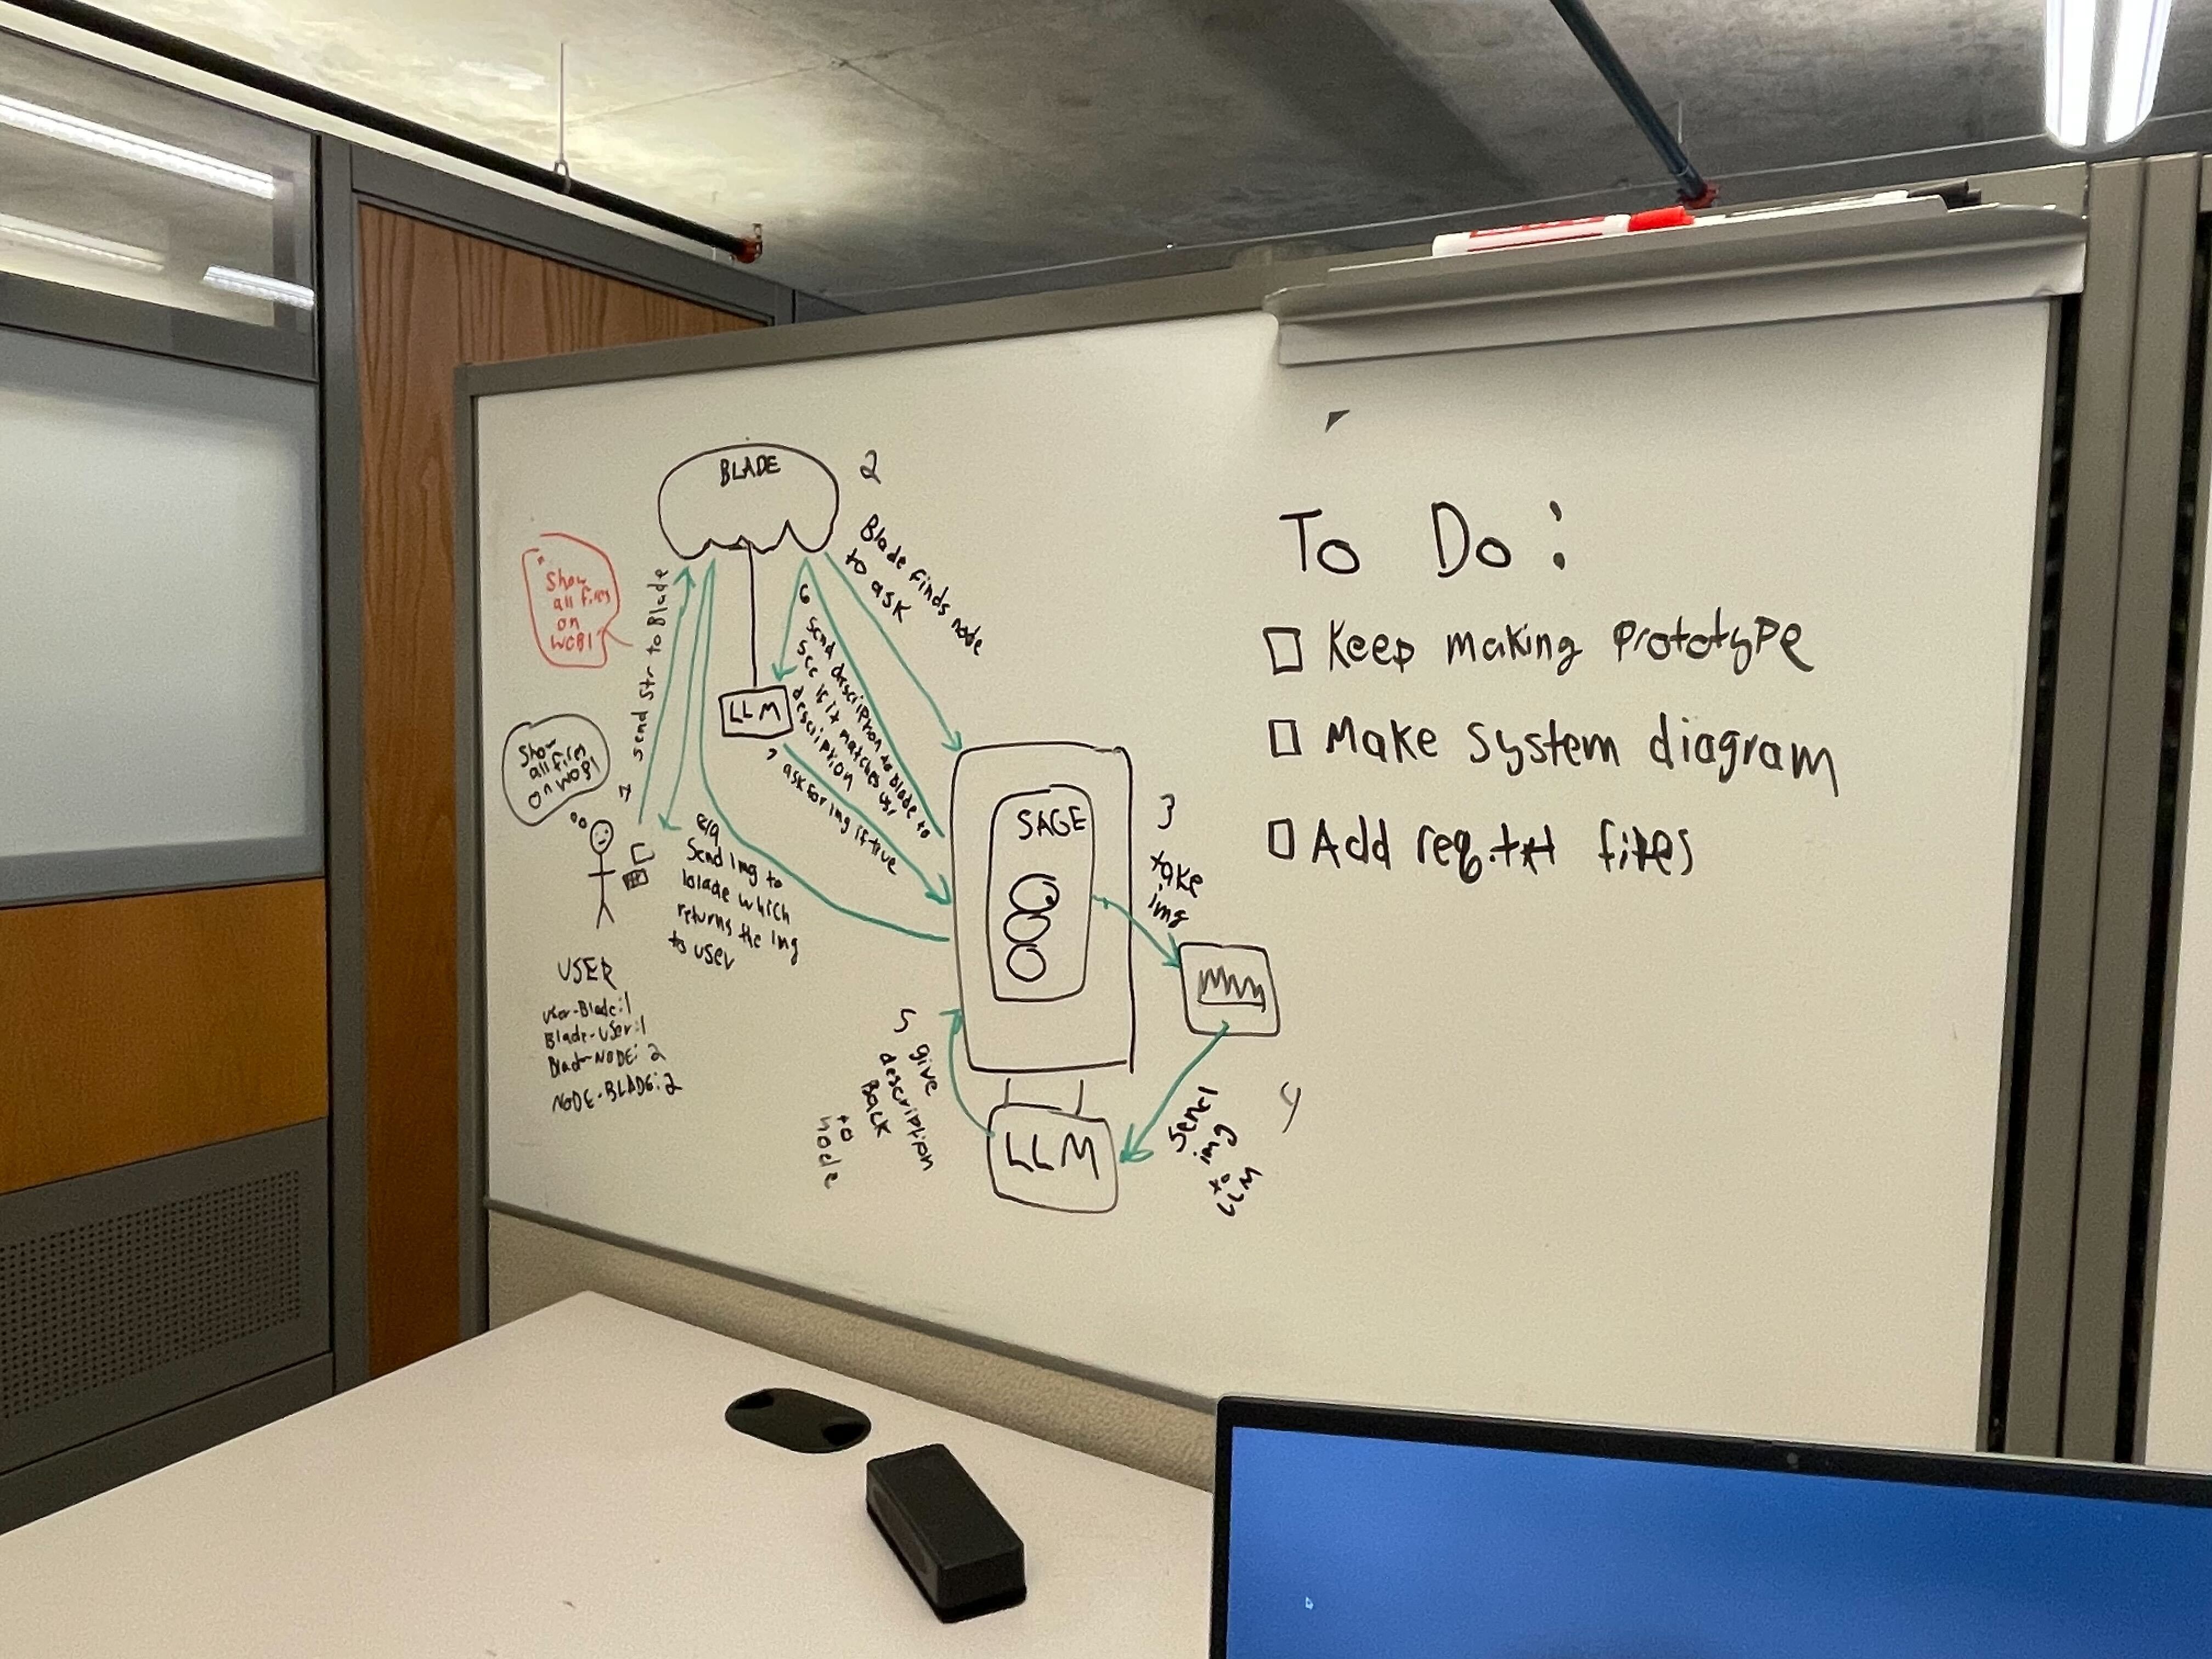 BLADE
2
Blade finds node
to ask
"Show
all fires
on
W0B1"
Send Str to Blade
1
Show
all fires
on W0B1
6
Send description to blade to
see if it matches usr
description
LLM
7
ask for img if true
8/9
Send img to
blade which
returns the img
to user
USER
User-Blade:1
Blade-User:1
Blade-NODE: 2
NODE-BLADE:2
SAGE
3
take
img
4
Send
img
to
LLM
LLM
5 give
description
Back
to
node
To Do:
Keep making prototype
Make system diagram
Add req.txt files